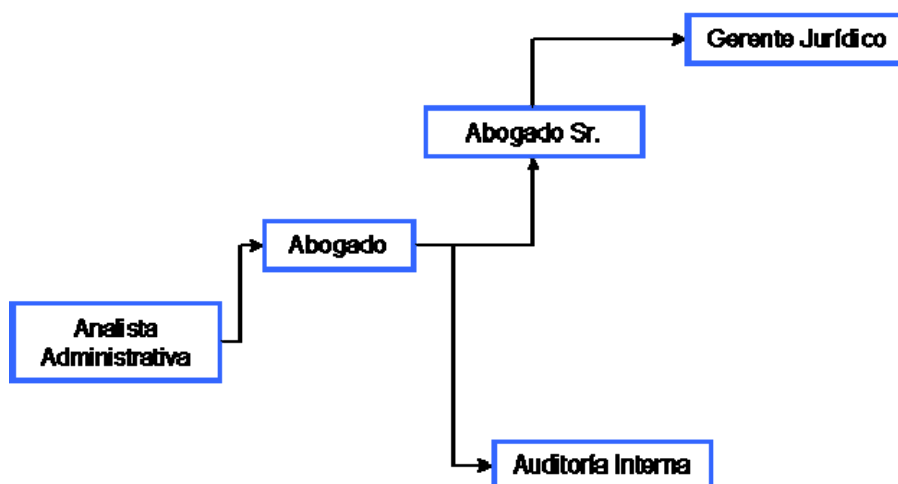 Gerente Jurídico
Abogado Sr.
Abogado
Analista
Administrativa
Auditoría Interna